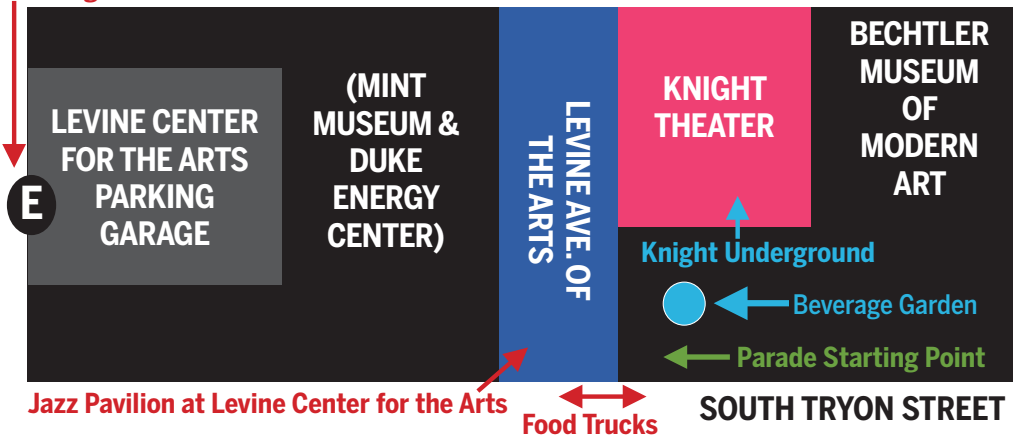 E
LEVINE CENTER
FOR THE ARTS
PARKING
GARAGE
(MINT
MUSEUM &
DUKE
ENERGY
CENTER)
LEVINE AVE. OF
THE ARTS
KNIGHT
THEATER
BECHTLER
MUSEUM
OF
MODERN
ART
Knight Underground
Beverage Garden
Parade Starting Point
Jazz Pavilion at Levine Center for the Arts
Food Trucks
SOUTH TRYON STREET